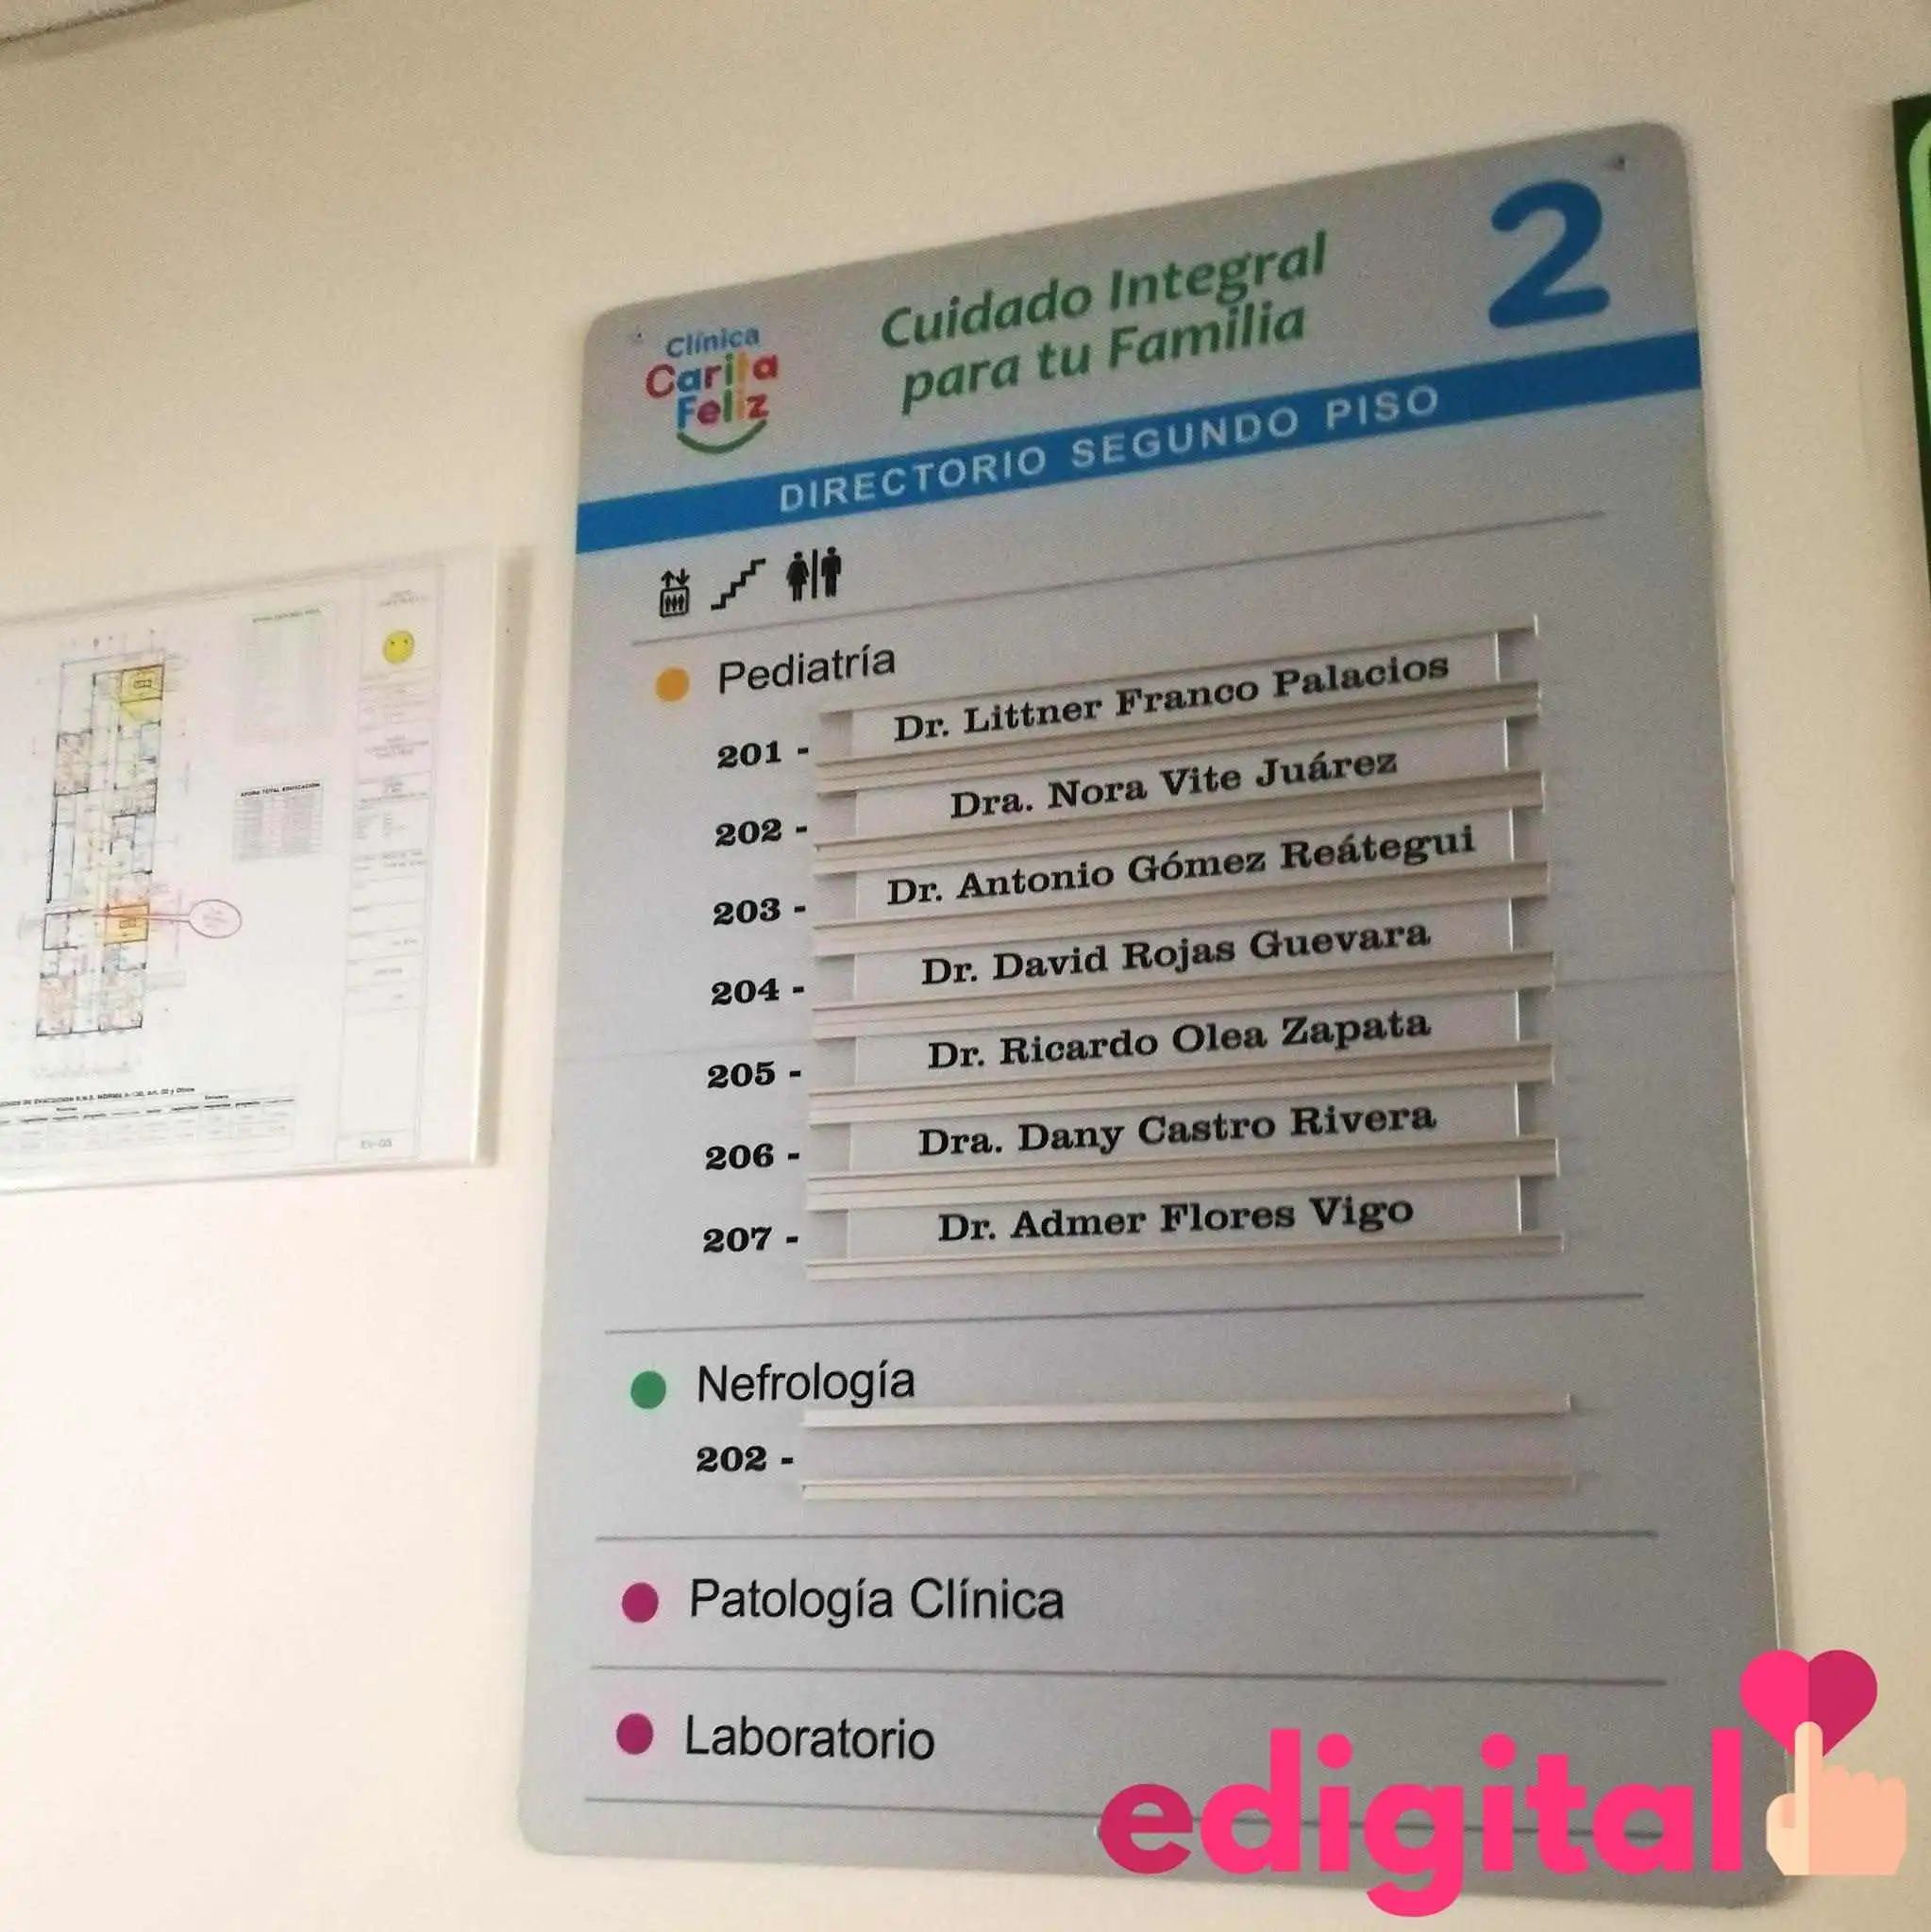 Clínica
Carita
Feliz
Cuidado Integral
para tu Familia
2
DIRECTORIO SEGUNDO PISO
Pediatría
201 - Dr. Littner Franco Palacios
202 - Dra. Nora Vite Juárez
203 - Dr. Antonio Gómez Reátegui
204 - Dr. David Rojas Guevara
205 - Dr. Ricardo Olea Zapata
206 - Dra. Dany Castro Rivera
207 - Dr. Admer Flores Vigo
Nefrología
202 -
Patología Clínica
Laboratorio
edigital